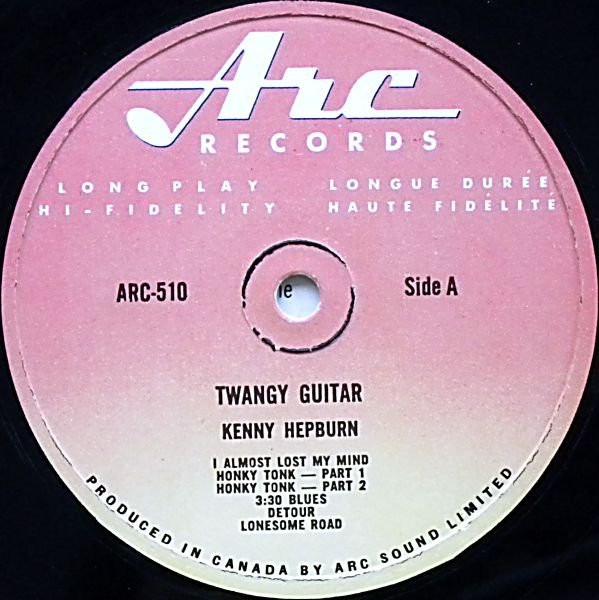 Arc
RECORDS
LONG PLAY LONGUE DURÉE
HI-FIDELITY HAUTE FIDÉLITÉ
ARC-510 Side A
TWANGY GUITAR
KENNY HEPBURN
I ALMOST LOST MY MIND
HONKY TONK — PART 1
HONKY TONK — PART 2
3:30 BLUES
DETOUR
LONESOME ROAD
PRODUCED IN CANADA BY ARC SOUND LIMITED